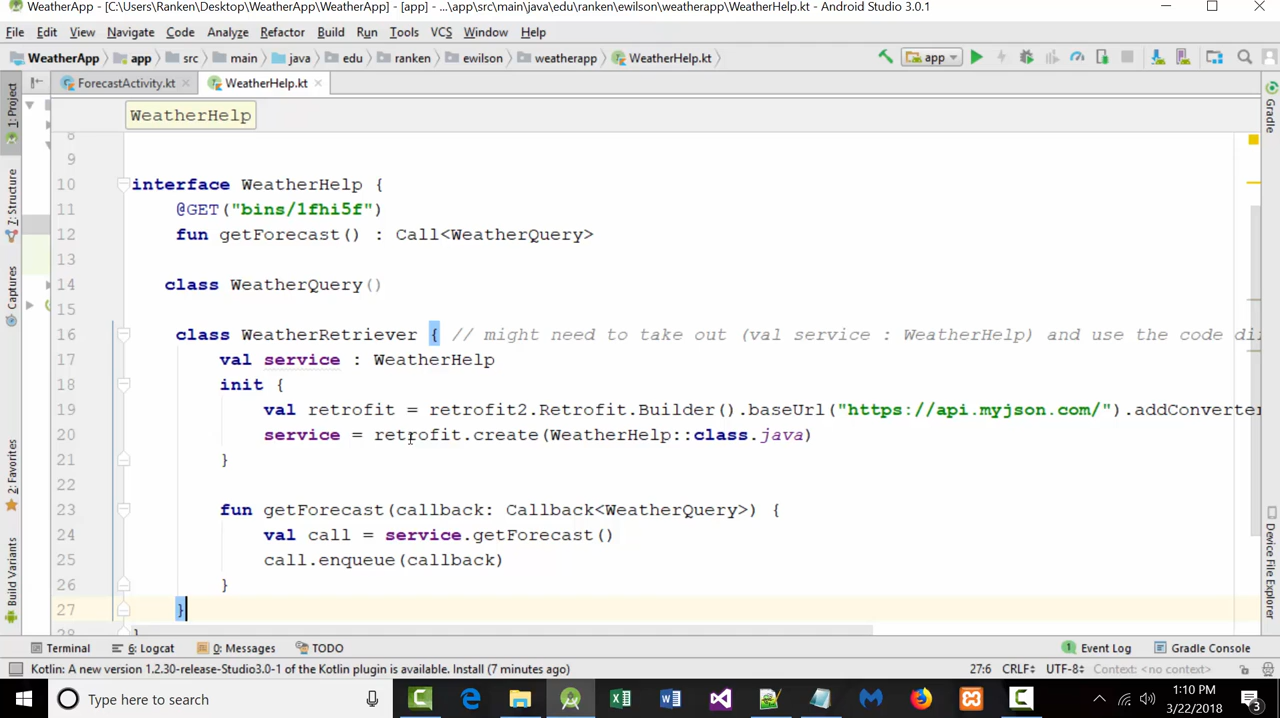 WeatherApp - [C:\Users\Ranken\Desktop\WeatherApp\WeatherApp] - [app] - ...\app\src\main\java\edu\ranken\ewilson\weatherapp\WeatherHelp.kt - Android Studio 3.0.1
File Edit View Navigate Code Analyze Refactor Build Run Tools VCS Window Help
WeatherApp app src main java edu ranken ewilson weatherapp WeatherHelp.kt app
1: Project
7: Structure
Captures
2: Favorites
Build Variants
ForecastActivity.kt WeatherHelp.kt
WeatherHelp
8
9
10 interface WeatherHelp {
11 @GET("bins/1fhi5f")
12 fun getForecast() : Call<WeatherQuery>
13
14 class WeatherQuery()
15
16 class WeatherRetriever { // might need to take out (val service : WeatherHelp) and use the code di
17 val service : WeatherHelp
18 init {
19 val retrofit = retrofit2.Retrofit.Builder().baseUrl("https://api.myjson.com/").addConverter
20 service = retrofit.create(WeatherHelp::class.java)
21 }
22
23 fun getForecast(callback: Callback<WeatherQuery>) {
24 val call = service.getForecast()
25 call.enqueue(callback)
26 }
27 }
28 }
Gradle
Device File Explorer
Terminal 6: Logcat 0: Messages TODO Event Log Gradle Console
Kotlin: A new version 1.2.30-release-Studio3.0-1 of the Kotlin plugin is available. Install (7 minutes ago) 27:6 CRLF UTF-8 Context: <no context>
Type here to search
1:10 PM
3/22/2018
3